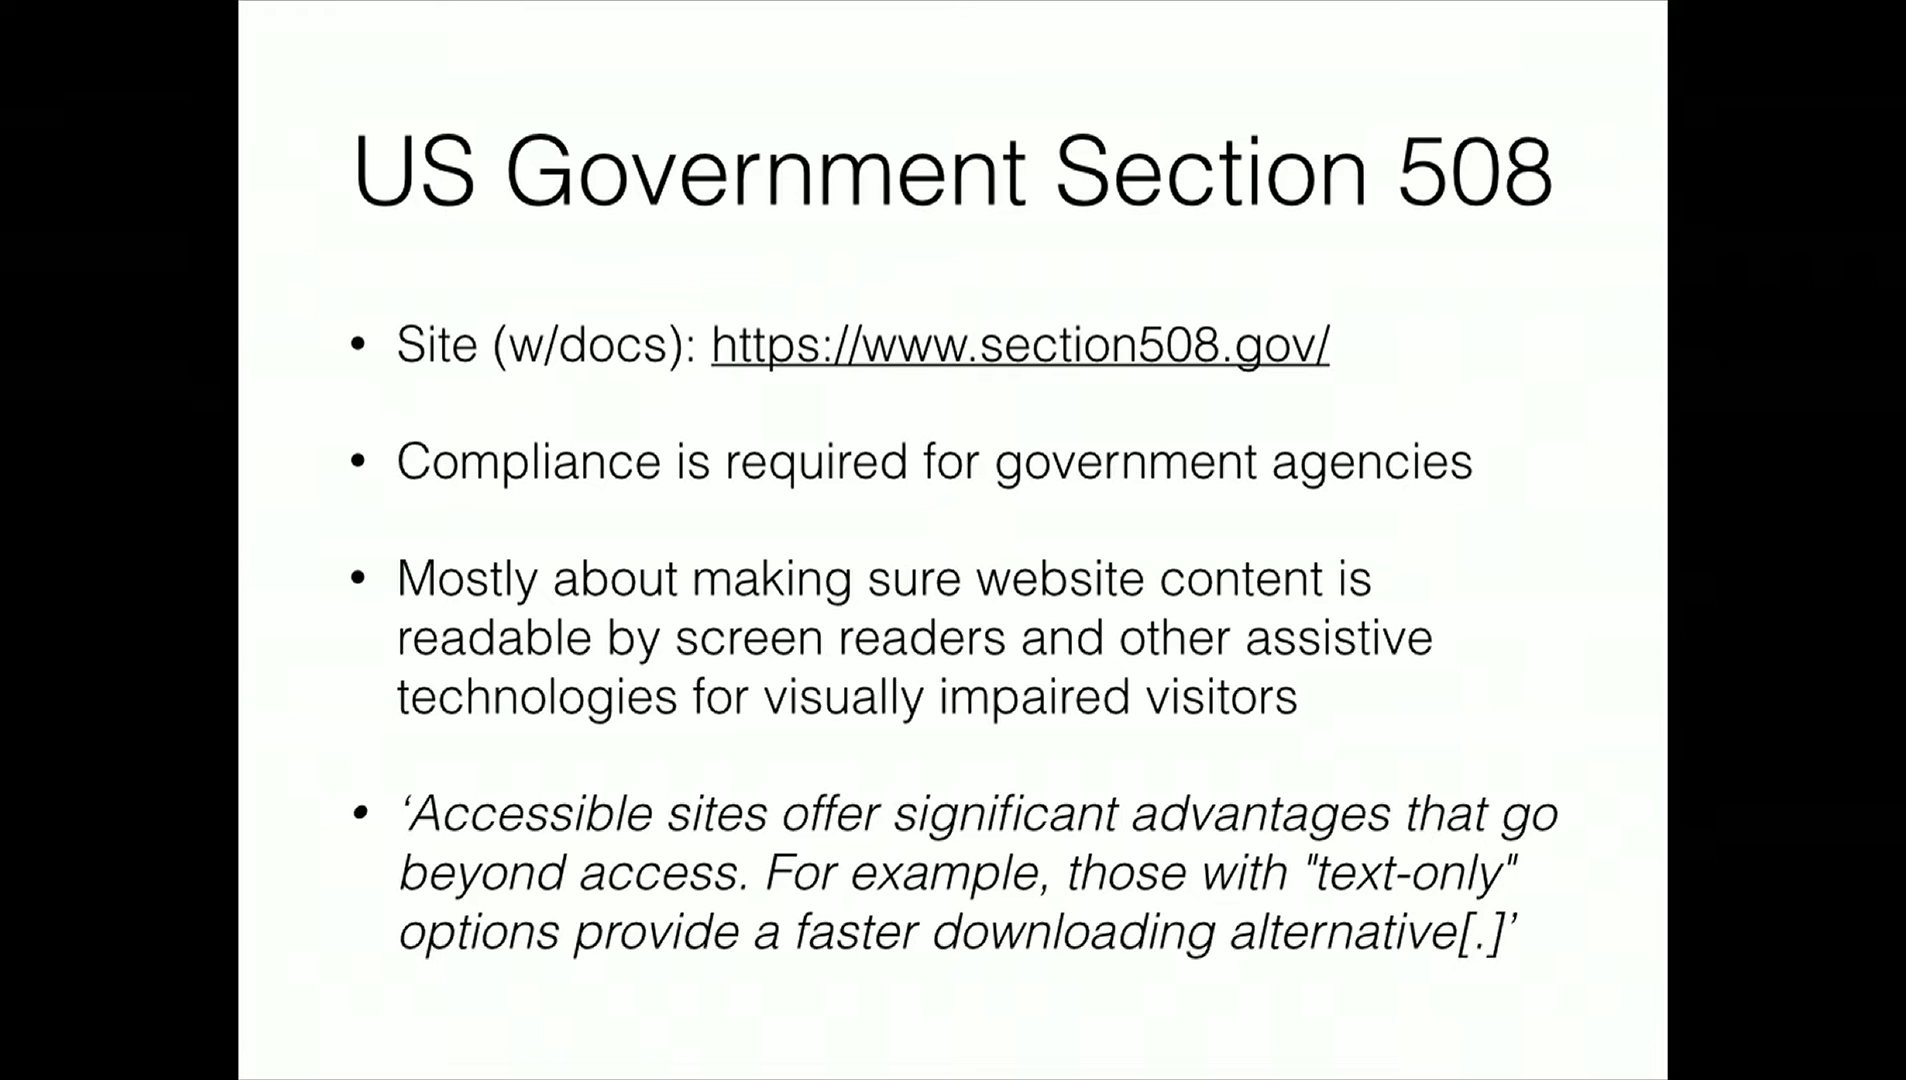 US Government Section 508
• Site (w/docs): https://www.section508.gov/
• Compliance is required for government agencies
• Mostly about making sure website content is
readable by screen readers and other assistive
technologies for visually impaired visitors
• ‘Accessible sites offer significant advantages that go
beyond access. For example, those with "text-only"
options provide a faster downloading alternative[.]’